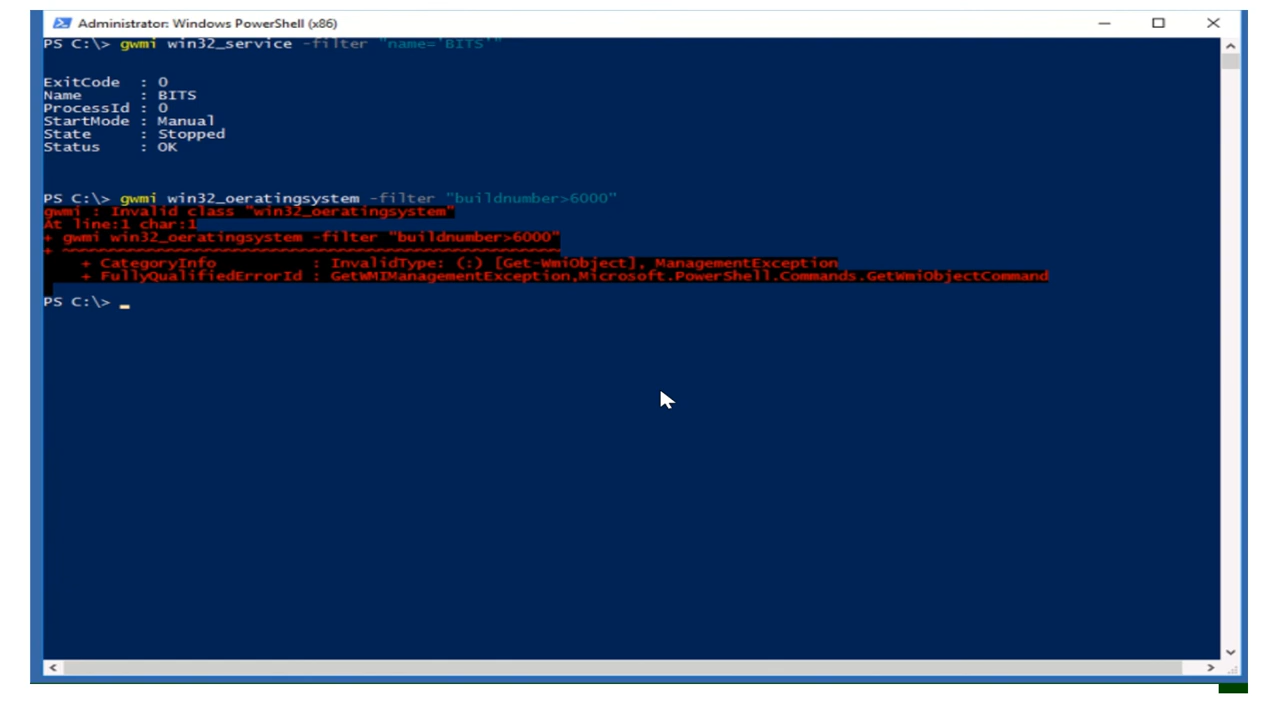 Administrator: Windows PowerShell (x86)
PS C:\> gwmi win32_service -filter "name='BITS'"
ExitCode  : 0
Name      : BITS
ProcessId : 0
StartMode : Manual
State     : Stopped
Status    : OK
PS C:\> gwmi win32_oeratingsystem -filter "buildnumber>6000"
gwmi : Invalid class "win32_oeratingsystem"
At line:1 char:1
+ gwmi win32_oeratingsystem -filter "buildnumber>6000"
+ ~~~~~~~~~~~~~~~~~~~~~~~~~~~~~~~~~~~~~~~~~~~~~~~~~~~~
    + CategoryInfo          : InvalidType: (:) [Get-WmiObject], ManagementException
    + FullyQualifiedErrorId : GetWMIManagementException,Microsoft.PowerShell.Commands.GetWmiObjectCommand
PS C:\> _